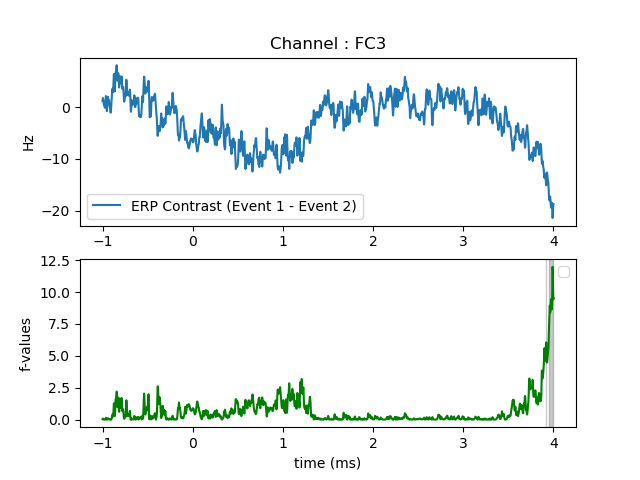 Channel : FC3
0
−10
−20
Hz
ERP Contrast (Event 1 - Event 2)
−1 0 1 2 3 4
12.5
10.0
7.5
5.0
2.5
0.0
f-values
−1 0 1 2 3 4
time (ms)